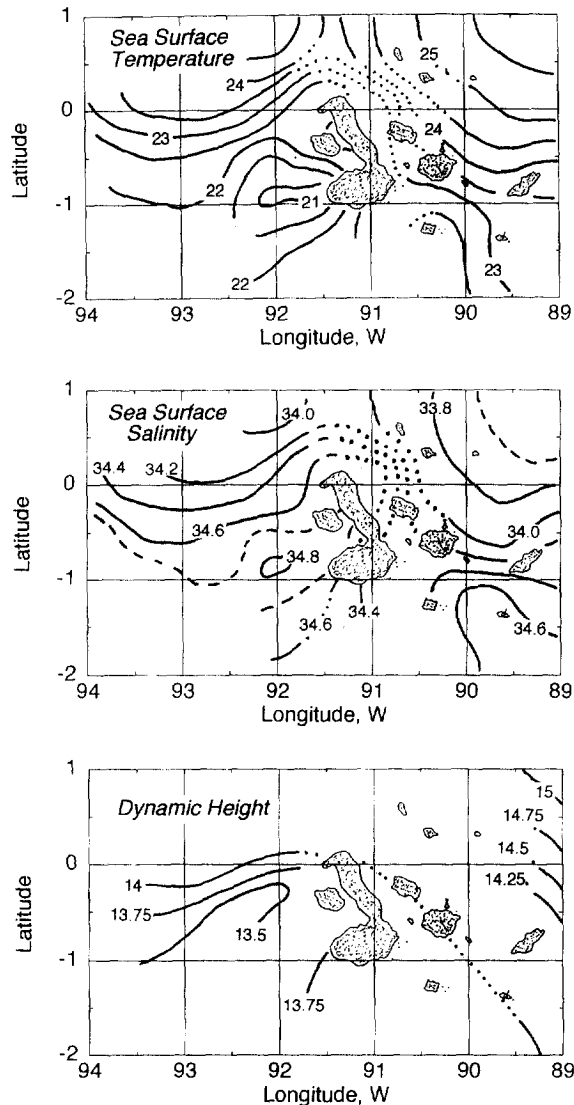 Sea Surface
Temperature
1
0
-1
-2
Latitude
24
25
23
24
22
21
22
23
94 93 92 91 90 89
Longitude, W
Sea Surface
Salinity
1
0
-1
-2
Latitude
34.0
33.8
34.4
34.2
34.6
34.0
34.8
34.6
34.4
34.6
94 93 92 91 90 89
Longitude, W
Dynamic Height
1
0
-1
-2
Latitude
15
14.75
14.5
14.25
14
13.75
13.5
13.75
94 93 92 91 90 89
Longitude, W